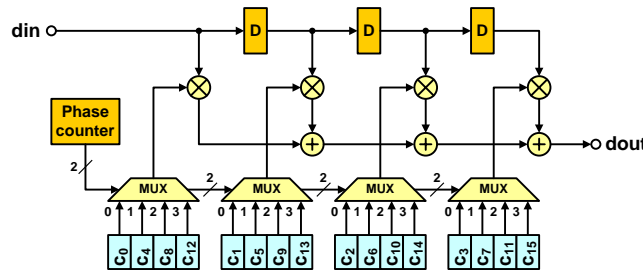 din
D
D
D
dout
Phase
counter
2
MUX
2
MUX
2
MUX
2
MUX
0 1 2 3
0 1 2 3
0 1 2 3
0 1 2 3
C0 C4 C8 C12
C1 C5 C9 C13
C2 C6 C10 C14
C3 C7 C11 C15